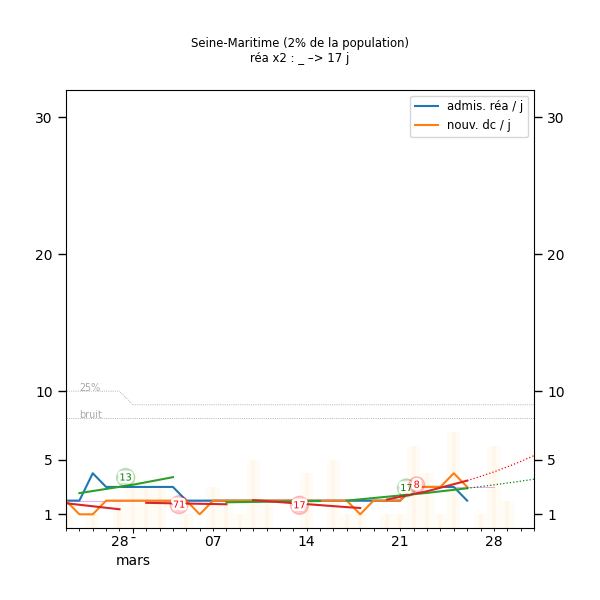 Seine-Maritime (2% de la population)
réa x2 : _ –> 17 j
admis. réa / j
nouv. dc / j
30 30
20 20
10 10
25%
bruit
5 5
13
71
17
17
8
1 1
28 07 14 21 28
mars